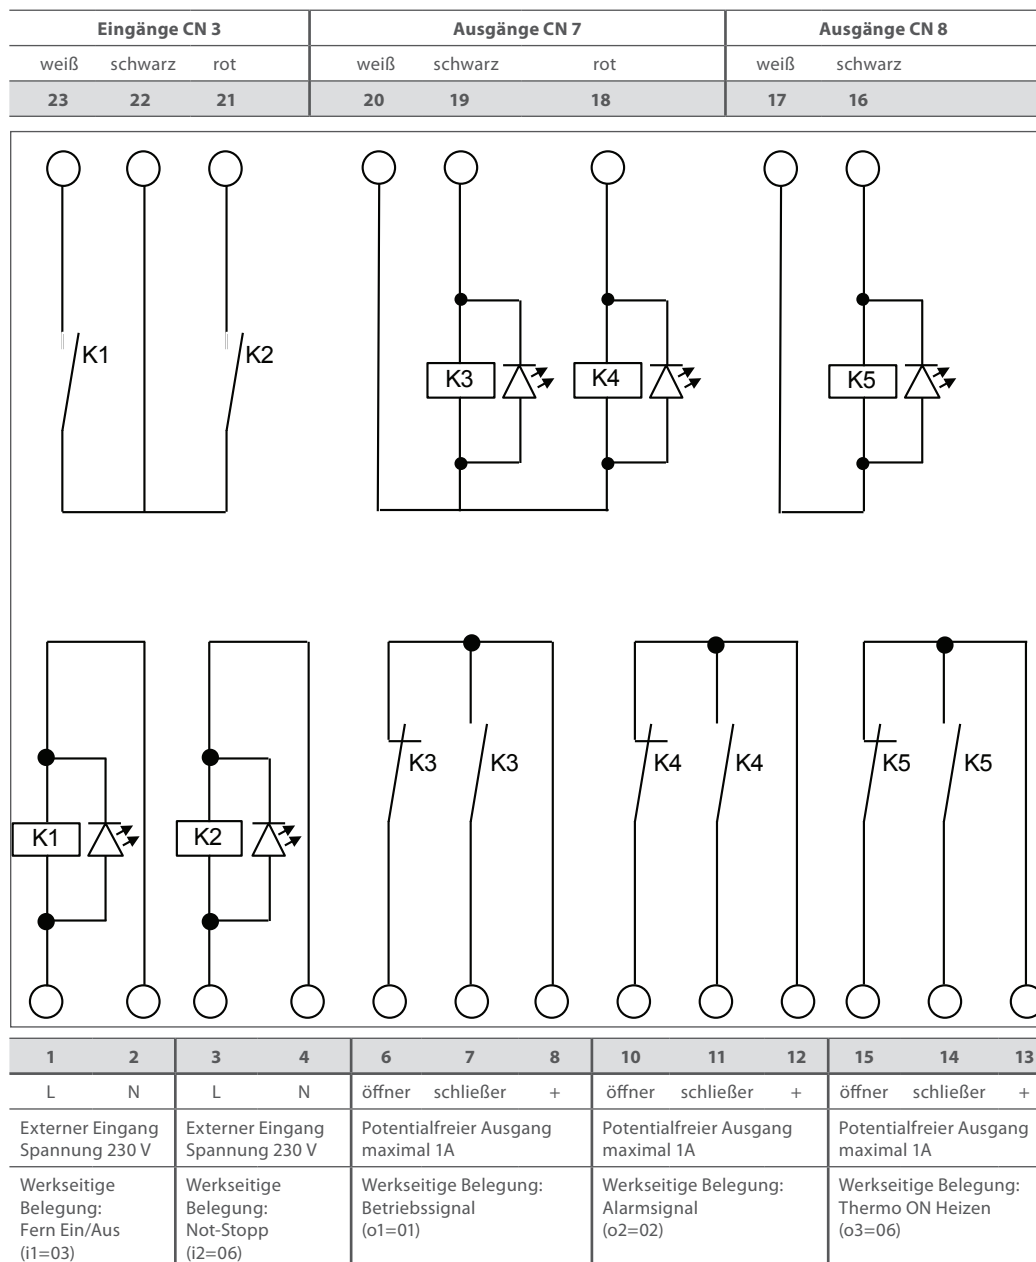 Eingänge CN 3 Ausgänge CN 7 Ausgänge CN 8
weiß schwarz rot weiß schwarz rot weiß schwarz
23 22 21 20 19 18 17 16
K1 K2
K3 K4 K5
K3 K3 K4 K4 K5 K5
K1 K2
1 2 3 4 6 7 8 10 11 12 15 14 13
L N L N öffner schließer + öffner schließer + öffner schließer +
Externer Eingang
Spannung 230 V
Externer Eingang
Spannung 230 V
Potentialfreier Ausgang
maximal 1A
Potentialfreier Ausgang
maximal 1A
Potentialfreier Ausgang
maximal 1A
Werkseitige
Belegung:
Fern Ein/Aus
(i1=03)
Werkseitige
Belegung:
Not-Stopp
(i2=06)
Werkseitige Belegung:
Betriebssignal
(o1=01)
Werkseitige Belegung:
Alarmsignal
(o2=02)
Werkseitige Belegung:
Thermo ON Heizen
(o3=06)